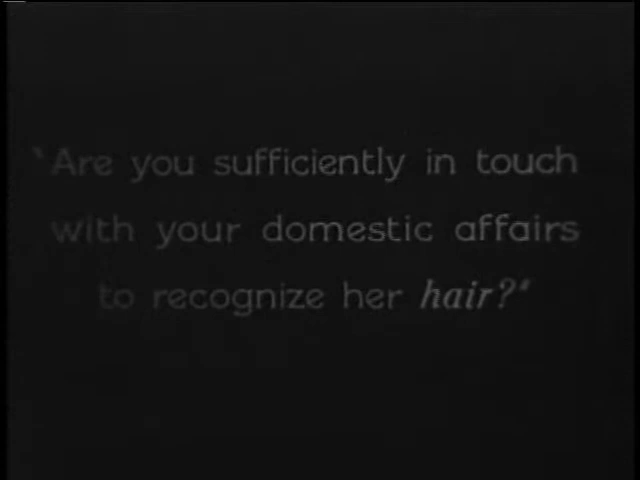 "Are you sufficiently in touch
with your domestic affairs
to recognize her hair?"